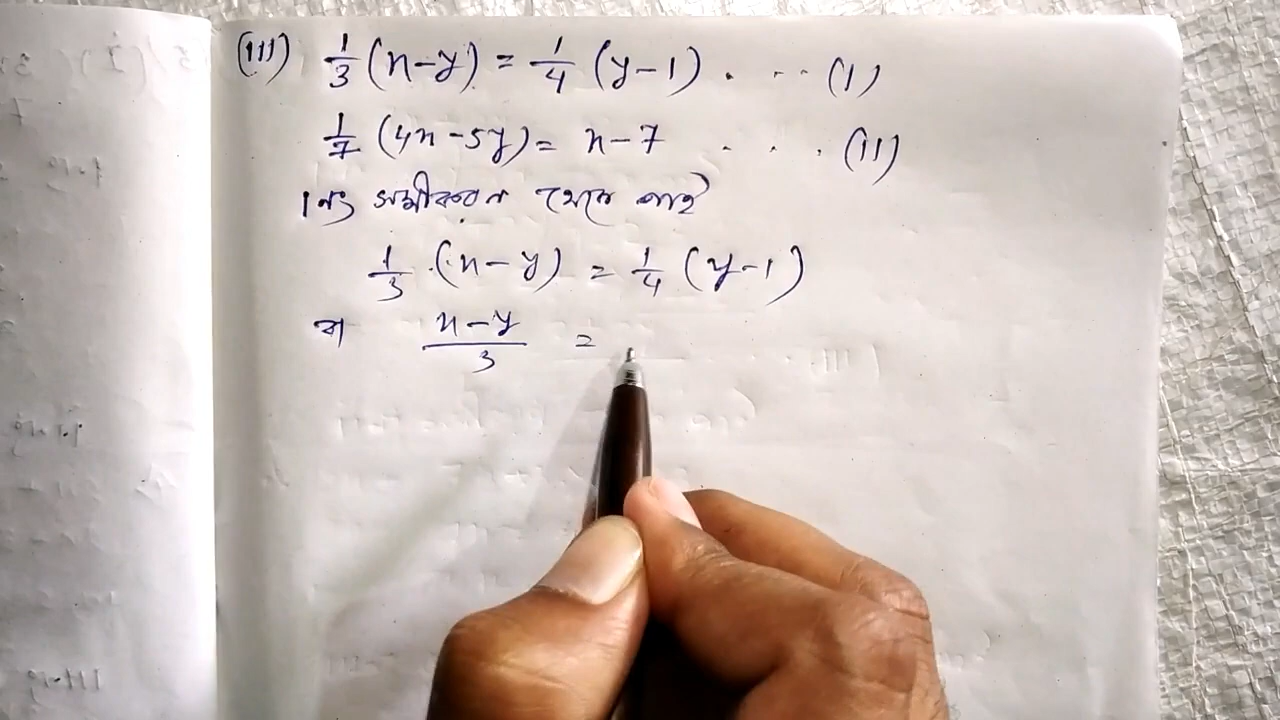 (III) 1/3 (x-y) = 1/4 (y-1) . . . . (I)
1/7 (4x-5y) = x-7 . . . (II)
1নং সমীকরণ থেকে পাই
1/3 (x-y) = 1/4 (y-1)
বা x-y/3 =